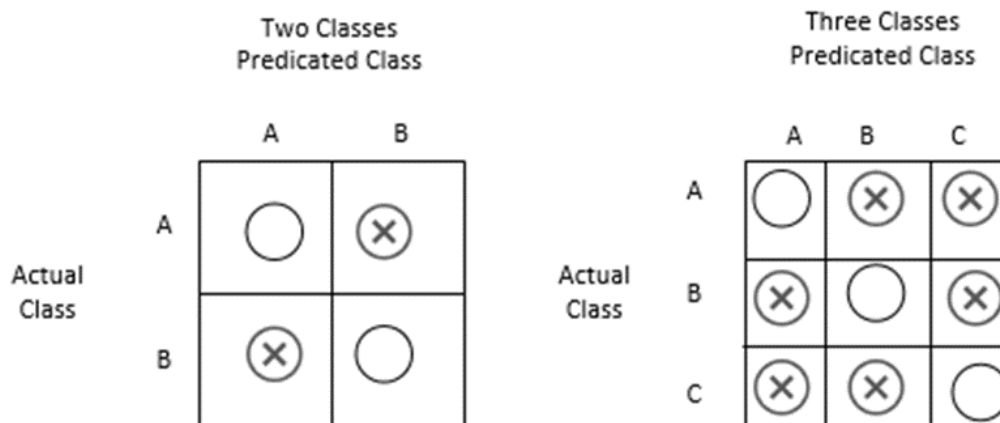 Two Classes
Predicated Class
A B
A
Actual
Class
B
Three Classes
Predicated Class
A B C
A
Actual
Class
B
C